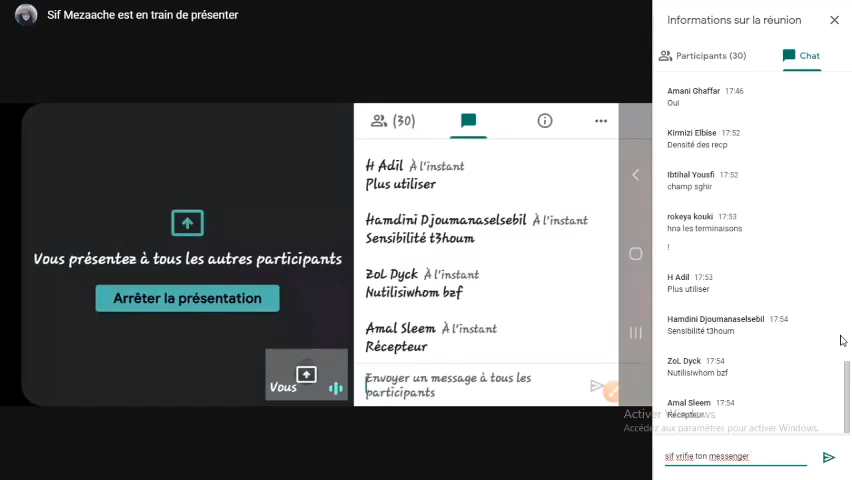 Sif Mezaache est en train de présenter
Vous présentez à tous les autres participants
Arrêter la présentation
Vous
(30)
H Adil À l'instant
Plus utiliser
Hamdini Djoumanaselsebil À l'instant
Sensibilité t3houm
ZoL Dyck À l'instant
Nutilisiwhom bzf
Amal Sleem À l'instant
Récepteur
Envoyer un message à tous les
participants
Informations sur la réunion
Participants (30)
Chat
Amani Ghaffar 17:46
Oui
Kirmizi Elbise 17:52
Densité des recp
Ibtihal Yousfi 17:52
champ sghir
rokeya kouki 17:53
hna les terminaisons
!
H Adil 17:53
Plus utiliser
Hamdini Djoumanaselsebil 17:54
Sensibilité t3houm
ZoL Dyck 17:54
Nutilisiwhom bzf
Amal Sleem 17:54
Récepteur
Activer Windows
Accédez aux paramètres pour activer Windows.
sif vrifie ton messenger